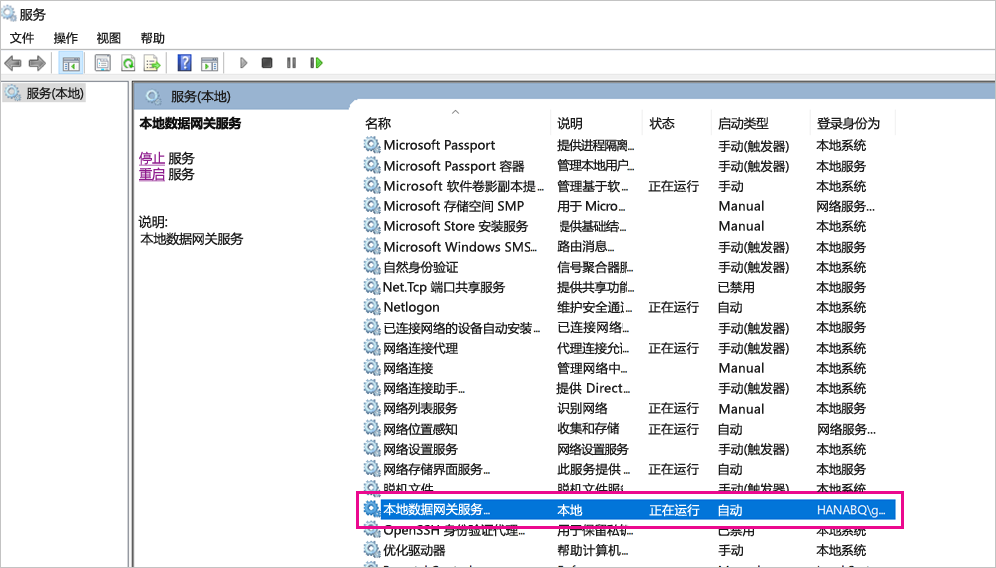 服务
文件 操作 视图 帮助
服务(本地)
服务(本地)
本地数据网关服务
停止 服务
重启 服务
说明:
本地数据网关服务
名称 说明 状态 启动类型 登录身份为
Microsoft Passport 提供进程隔离... 手动(触发器) 本地系统
Microsoft Passport 容器 管理本地用户... 手动(触发器) 本地服务
Microsoft 软件卷影副本提... 管理基于软... 正在运行 手动 本地系统
Microsoft 存储空间 SMP 用于 Micro... Manual 网络服务...
Microsoft Store 安装服务 提供基础结... Manual 本地系统
Microsoft Windows SMS... 路由消息... 手动(触发器) 本地系统
自然身份验证 信号聚合器服... 手动(触发器) 本地系统
Net.Tcp 端口共享服务 提供共享功能... 已禁用 本地服务
Netlogon 维护安全通道... 正在运行 自动 本地系统
已连接网络的设备自动安装... 已连接网络... 手动(触发器) 本地服务
网络连接代理 代理连接允许... 正在运行 手动(触发器) 本地系统
网络连接 管理网络中... Manual 本地系统
网络连接助手... 提供 Direct... 手动(触发器) 本地系统
网络列表服务 识别网络 正在运行 Manual 本地服务
网络位置感知 收集和存储 正在运行 自动 网络服务...
网络设置服务 网络设置服务 手动(触发器) 本地系统
网络存储界面服务... 此服务提供... 正在运行 自动 本地服务
脱机文件 脱机文件服务 手动(触发器) 本地系统
本地数据网关服务... 本地 正在运行 自动 HANABQ\g...
OpenSSH 身份验证代理... 用于保留私钥... 已禁用 本地系统
优化驱动器 帮助计算机... 手动 本地系统